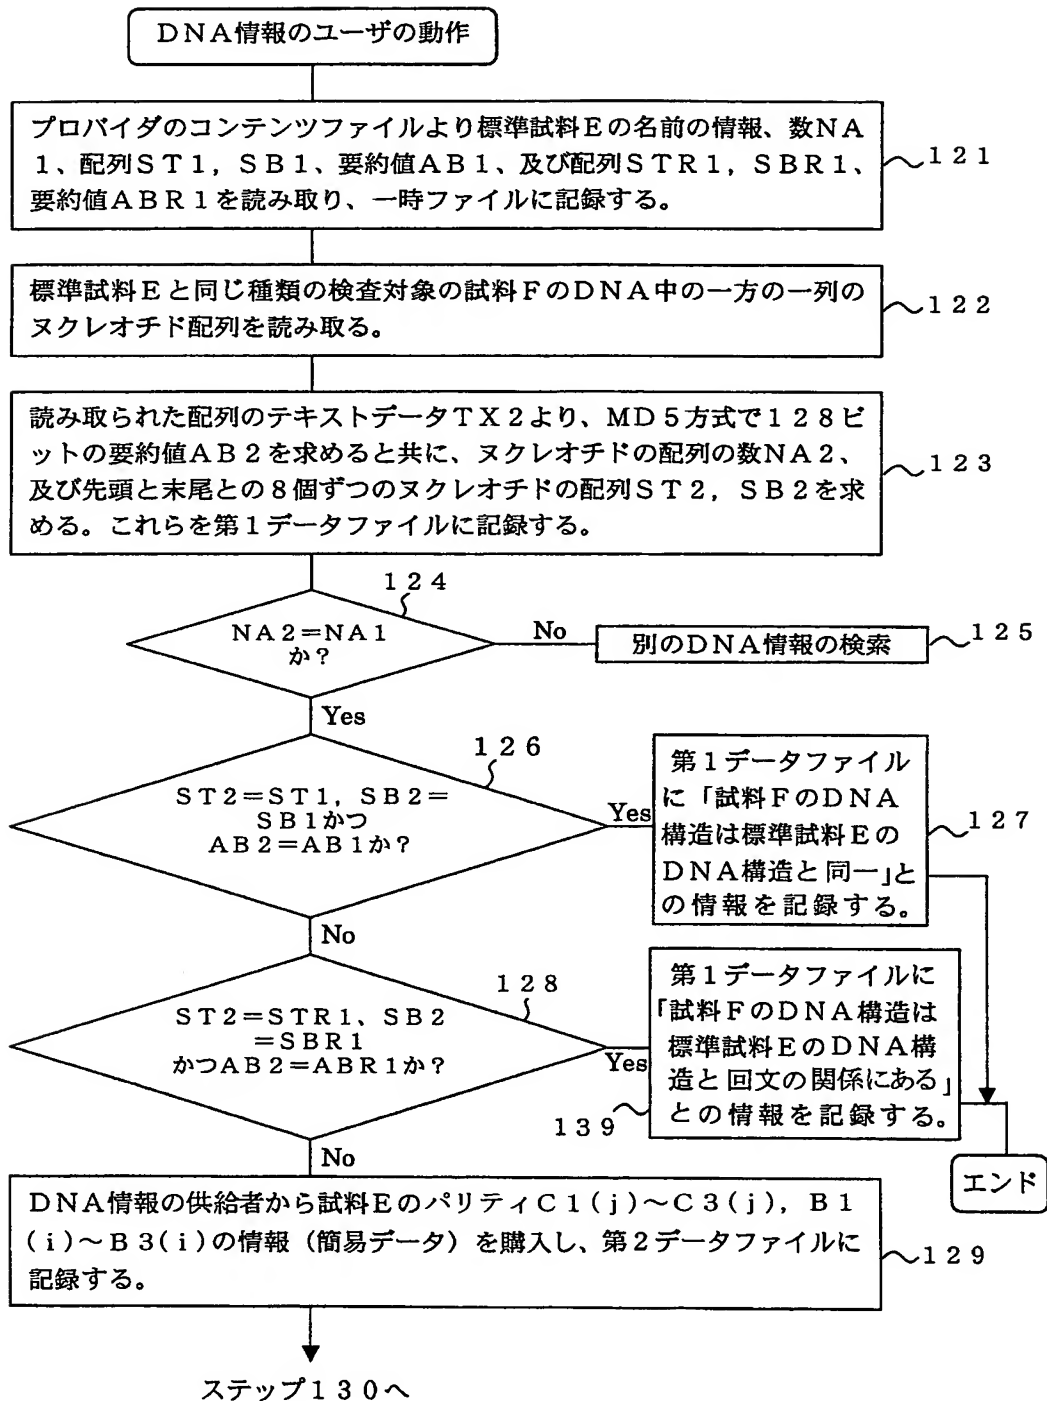 DNA情報のユーザの動作
プロバイダのコンテンツファイルより標準試料Eの名前の情報、数NA
1、配列ST1,SB1、要約値AB1、及び配列STR1,SBR1、
要約値ABR1を読み取り、一時ファイルに記録する。
121
標準試料Eと同じ種類の検査対象の試料FのDNA中の一方の一列の
ヌクレオチド配列を読み取る。
122
読み取られた配列のテキストデータTX2より、MD5方式で128ビ
ットの要約値AB2を求めると共に、ヌクレオチドの配列の数NA2、
及び先頭と末尾との8個ずつのヌクレオチドの配列ST2,SB2を求
める。これらを第1データファイルに記録する。
123
124
NA2=NA1
か?
No
別のDNA情報の検索
125
Yes
126
ST2=ST1,SB2=
SB1かつ
AB2=AB1か?
Yes
第1データファイル
に「試料FのDNA
構造は標準試料Eの
DNA構造と同一」と
の情報を記録する。
127
No
128
ST2=STR1、SB2
=SBR1
かつAB2=ABR1か?
Yes
第1データファイルに
「試料FのDNA構造は
標準試料EのDNA構
造と回文の関係にある」
との情報を記録する。
139
エンド
No
DNA情報の供給者から試料EのパリティC1(j)~C3(j),B1
(i)~B3(i)の情報(簡易データ)を購入し、第2データファイルに
記録する。
129
ステップ130へ